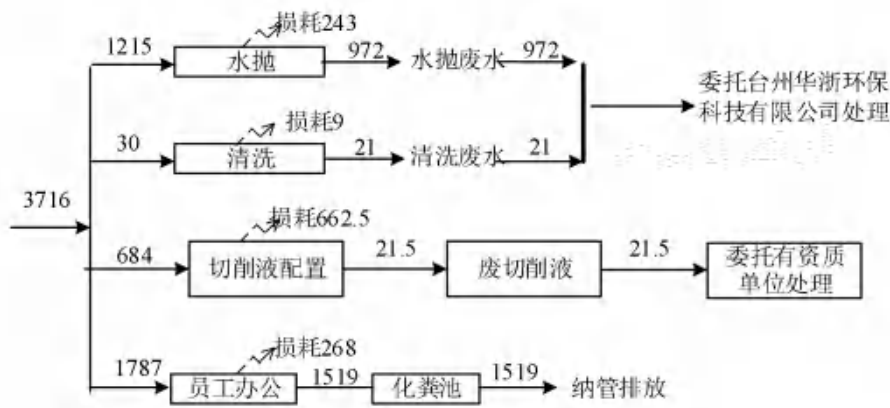 损耗243
1215
水抛
972
水抛废水
972
委托台州华浙环保
科技有限公司处理
损耗9
30
清洗
21
清洗废水
21
3716
损耗662.5
684
切削液配置
21.5
废切削液
21.5
委托有资质
单位处理
损耗268
1787
员工办公
1519
化粪池
1519
纳管排放